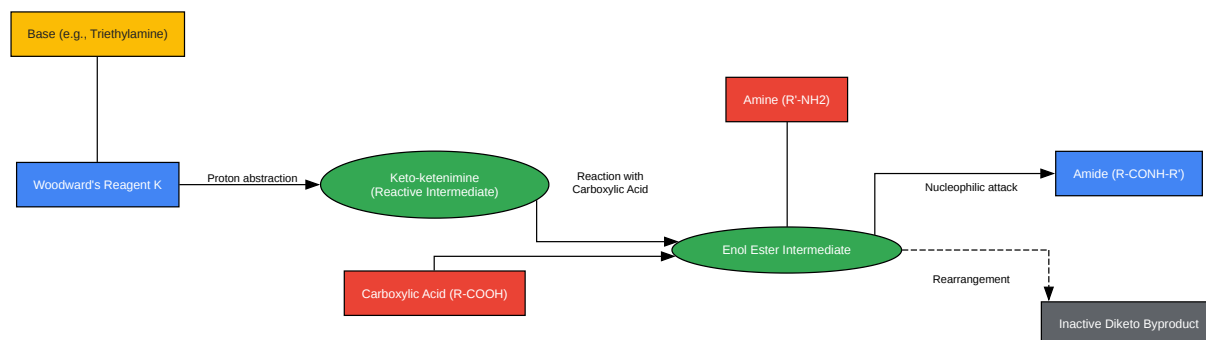 Base (e.g., Triethylamine)
Woodward's Reagent K
Proton abstraction
Keto-ketenimine
(Reactive Intermediate)
Reaction with
Carboxylic Acid
Carboxylic Acid (R-COOH)
Amine (R'-NH2)
Enol Ester Intermediate
Nucleophilic attack
Amide (R-CONH-R')
Rearrangement
Inactive Diketo Byproduct